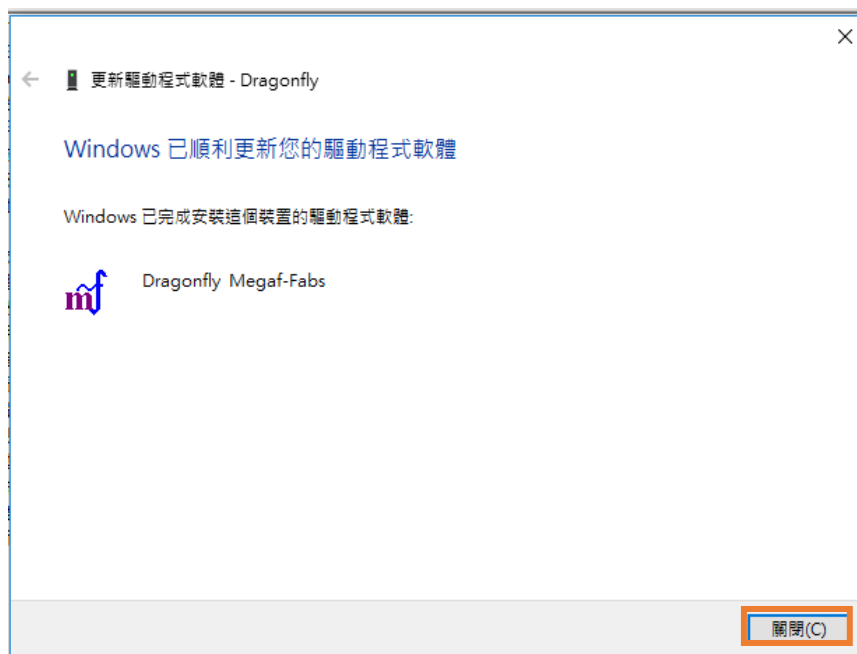 更新驅動程式軟體 - Dragonfly
Windows 已順利更新您的驅動程式軟體
Windows 已完成安裝這個裝置的驅動程式軟體:
mf
Dragonfly Megaf-Fabs
關閉(C)